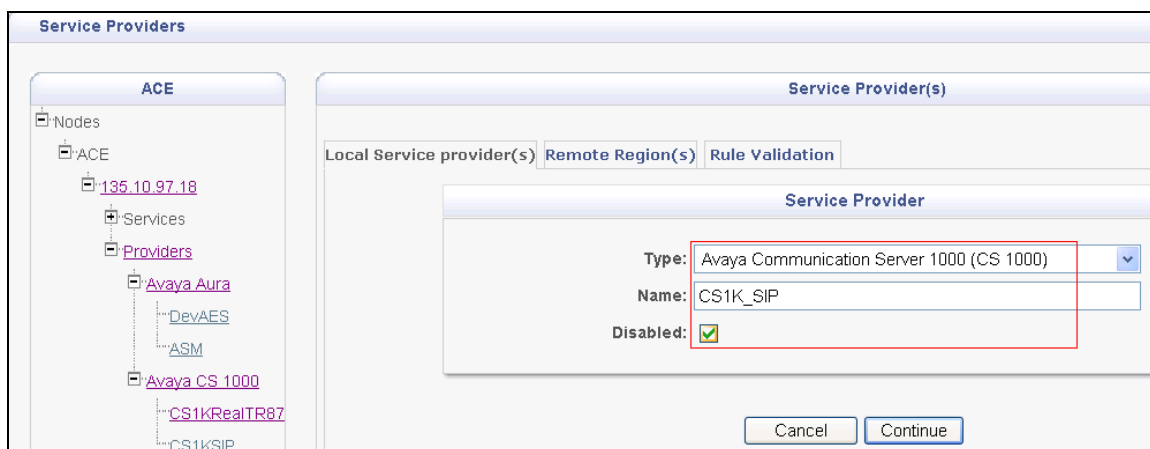 Service Providers
ACE
Nodes
ACE
135.10.97.18
Services
Providers
Avaya Aura
DevAES
ASM
Avaya CS 1000
CS1KRealTR87
CS1KSIP
Service Provider(s)
Local Service provider(s) Remote Region(s) Rule Validation
Service Provider
Type: Avaya Communication Server 1000 (CS 1000)
Name: CS1K_SIP
Disabled:
Cancel Continue